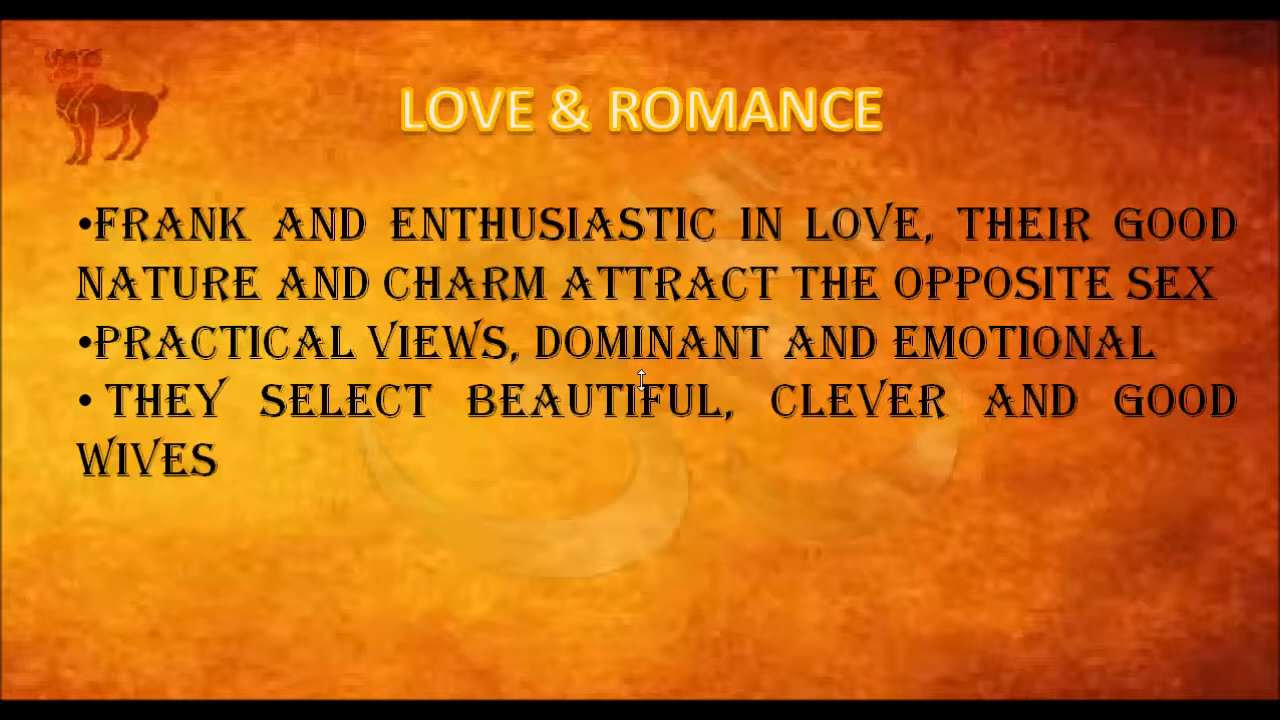 LOVE & ROMANCE
•FRANK AND ENTHUSIASTIC IN LOVE, THEIR GOOD
NATURE AND CHARM ATTRACT THE OPPOSITE SEX
•PRACTICAL VIEWS, DOMINANT AND EMOTIONAL
• THEY SELECT BEAUTIFUL, CLEVER AND GOOD
WIVES